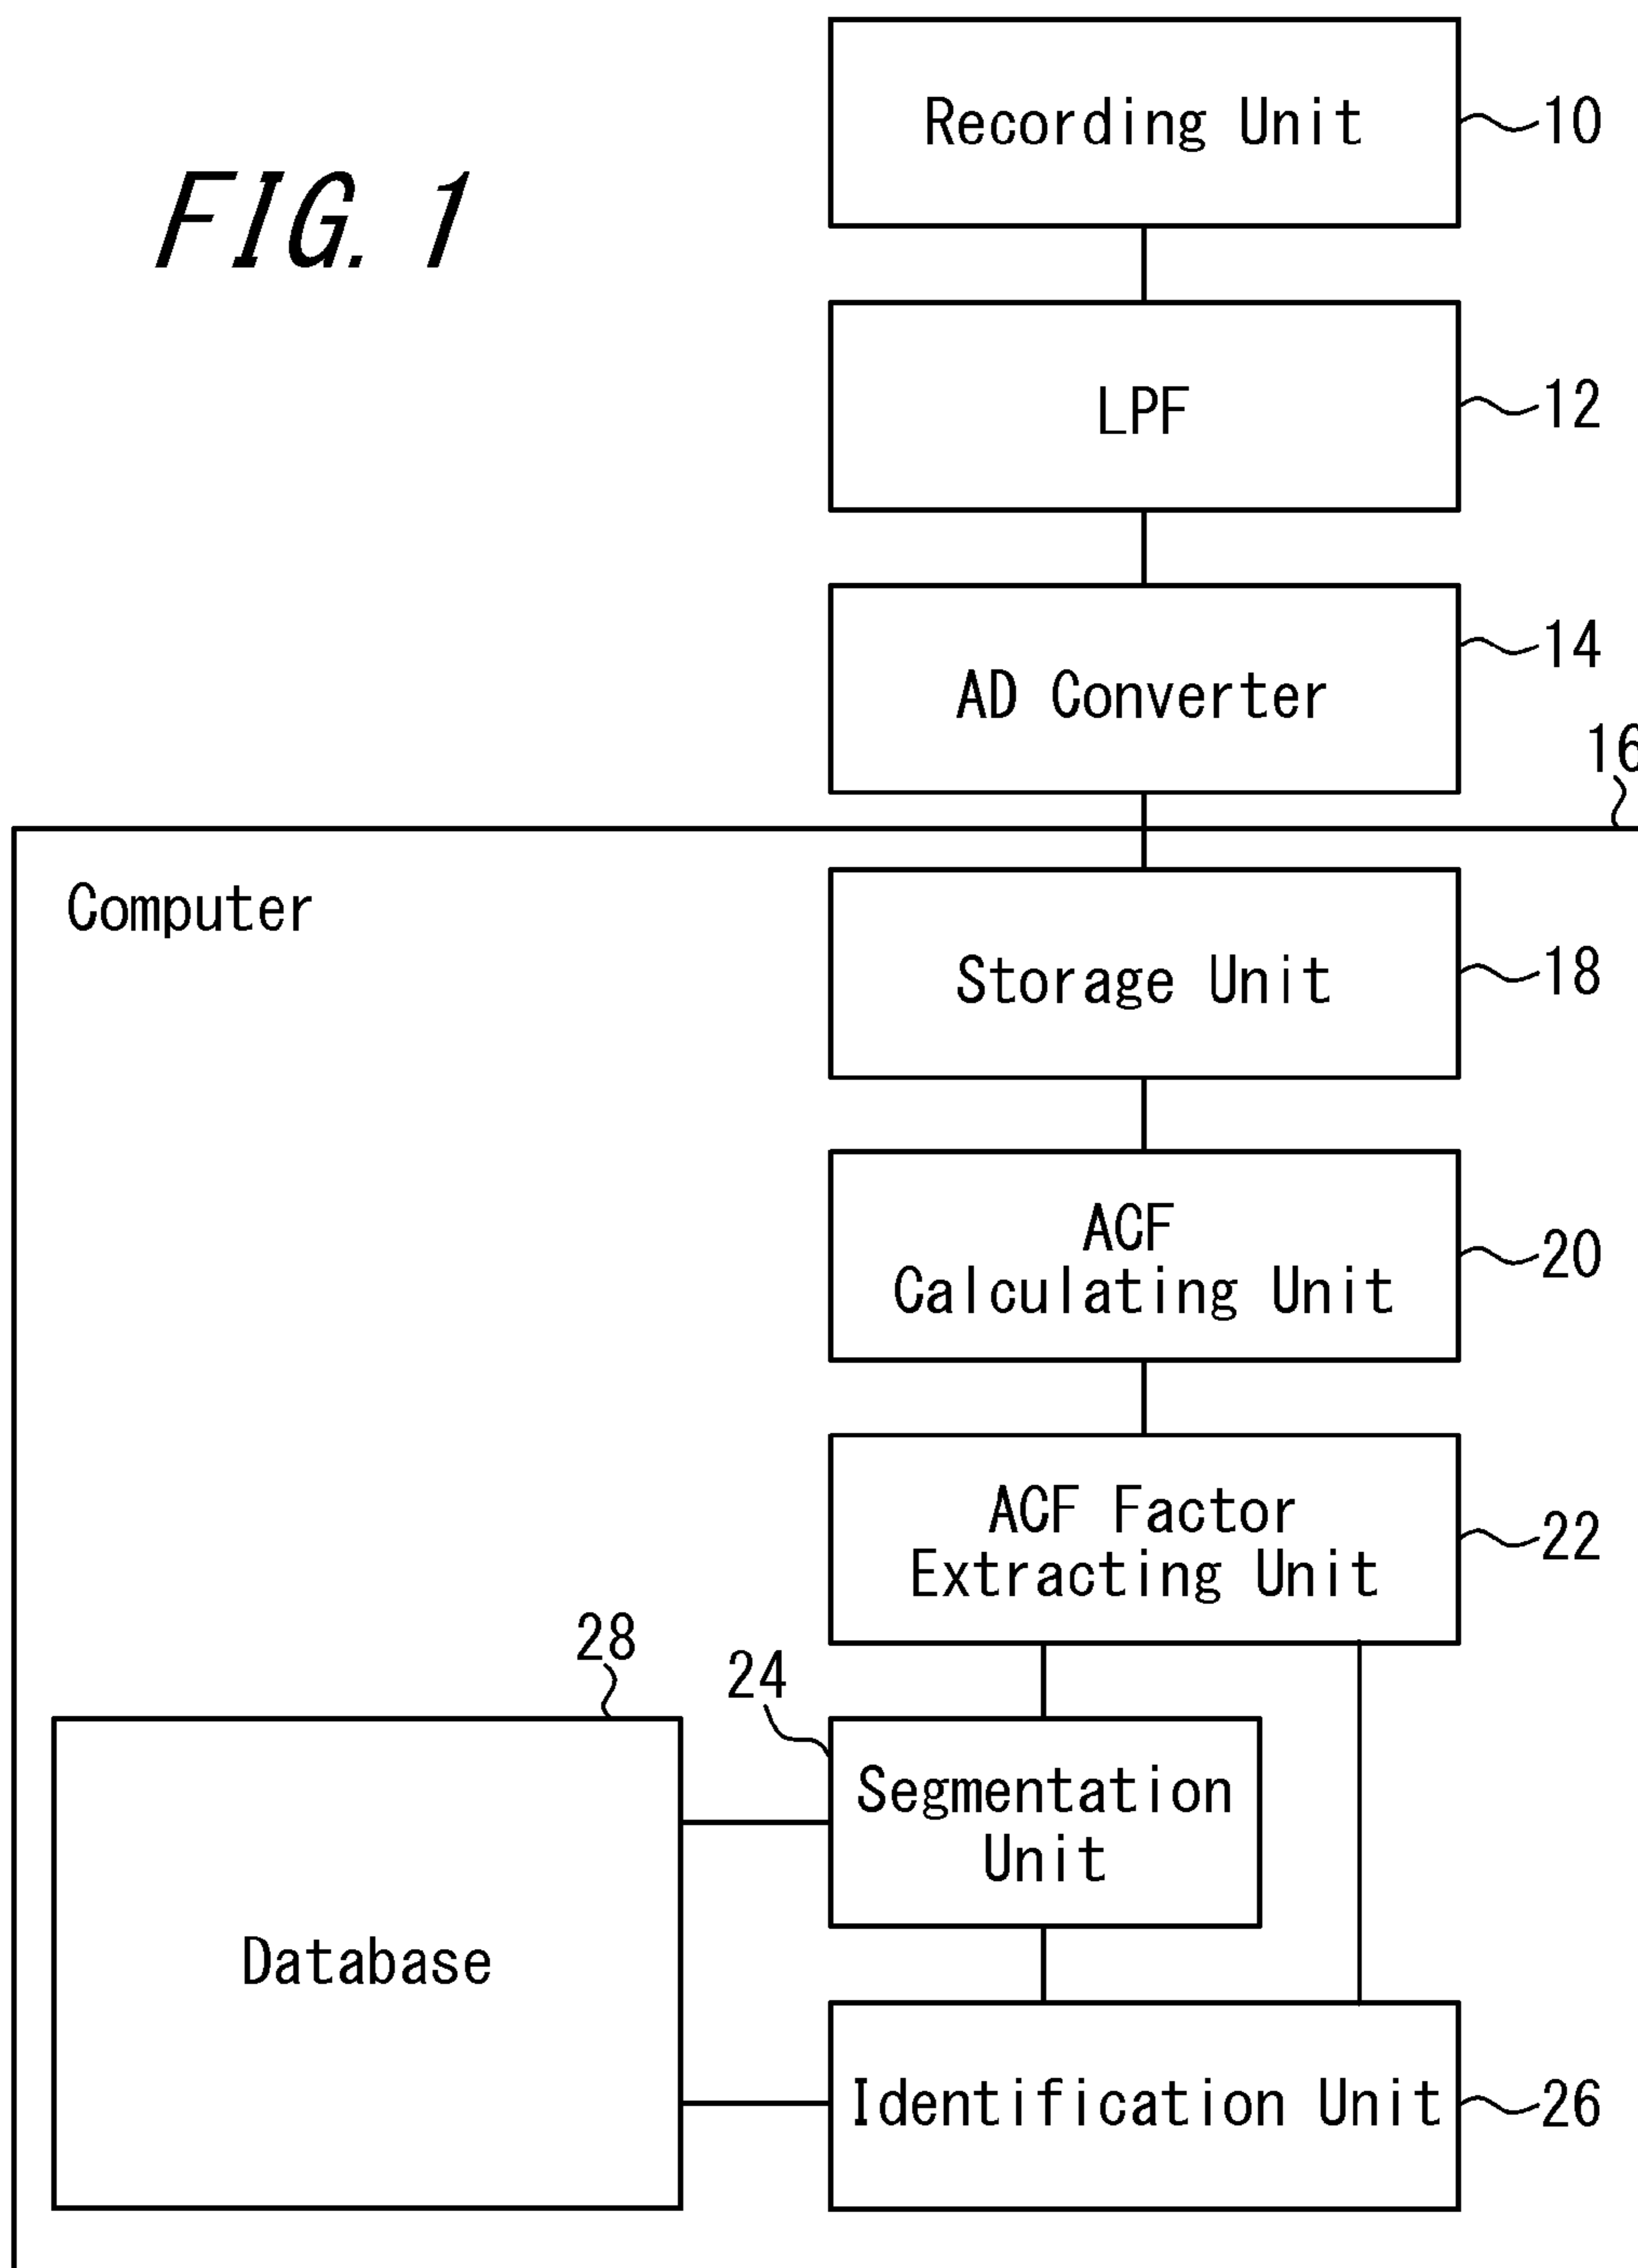 FIG. 1
Recording Unit
10
LPF
12
AD Converter
14
16
Computer
Storage Unit
18
ACF
Calculating Unit
20
ACF Factor
Extracting Unit
22
28
24
Segmentation
Unit
Database
Identification Unit
26